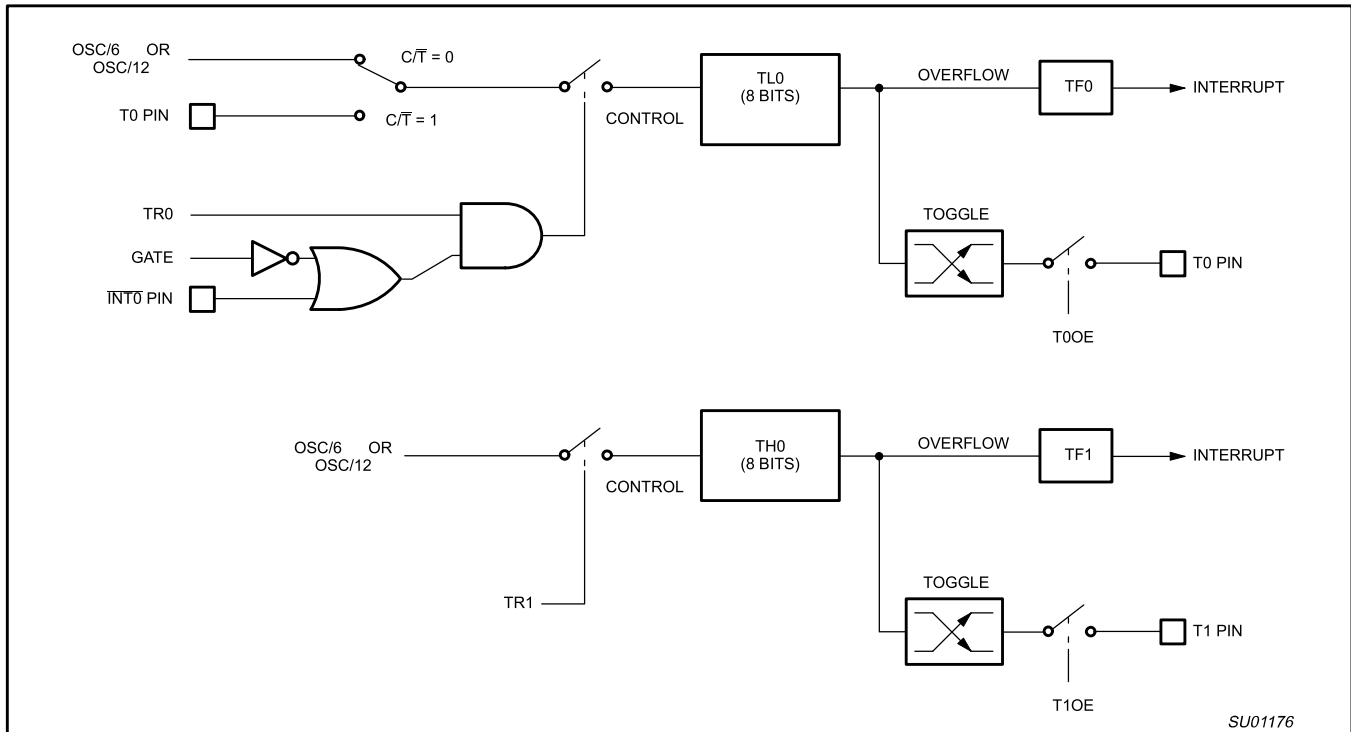 OSC/6 OR
OSC/12
C/T̅ = 0
T0 PIN
C/T̅ = 1
CONTROL
TL0
(8 BITS)
OVERFLOW
TF0
INTERRUPT
TR0
GATE
I̅N̅T̅0̅ PIN
TOGGLE
T0 PIN
T0OE
OSC/6 OR
OSC/12
CONTROL
TH0
(8 BITS)
OVERFLOW
TF1
INTERRUPT
TR1
TOGGLE
T1 PIN
T1OE
SU01176